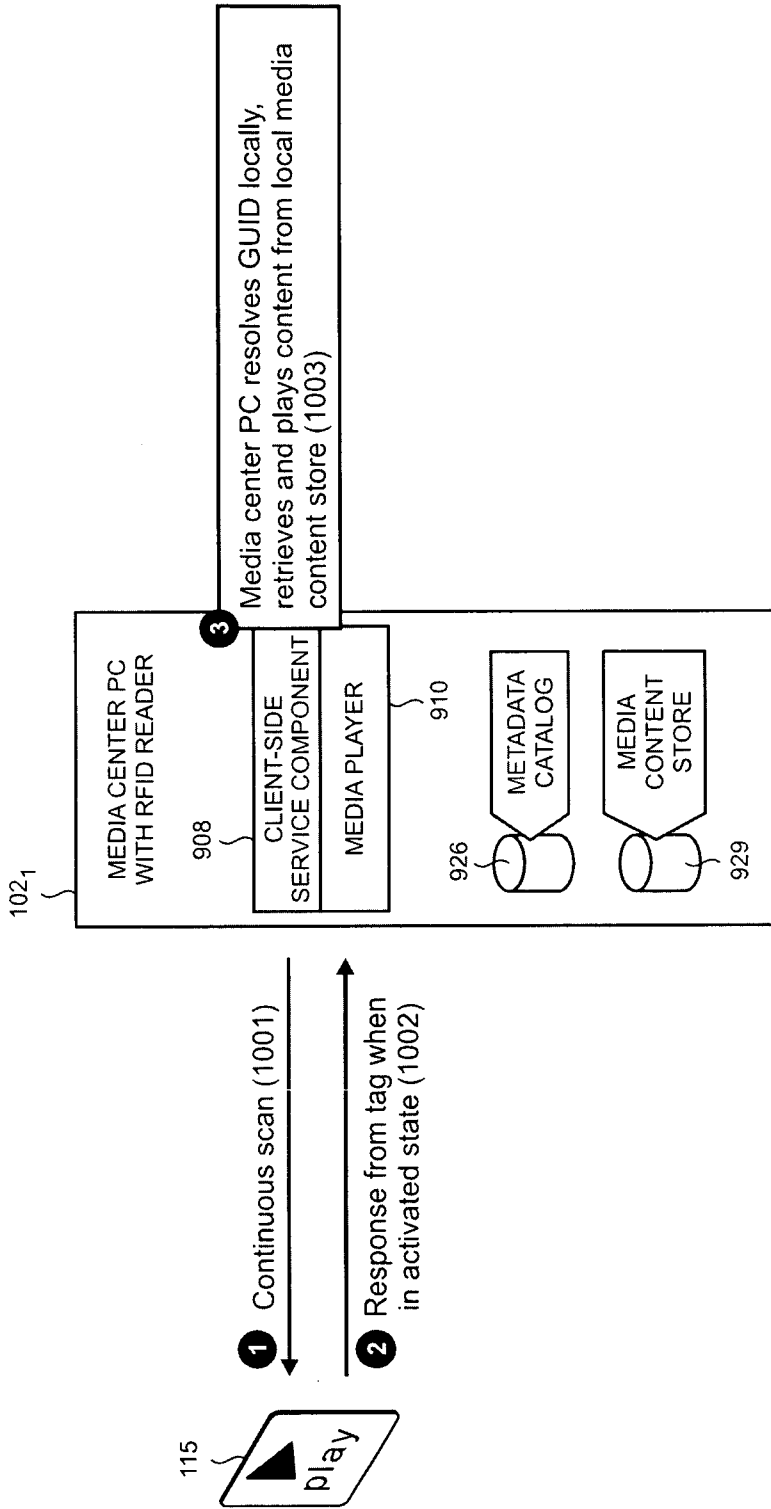 102₁
MEDIA CENTER PC
WITH RFID READER
908
CLIENT-SIDE
SERVICE COMPONENT
MEDIA PLAYER
910
926
METADATA
CATALOG
MEDIA
CONTENT
STORE
929
115
play
1 Continuous scan (1001)
2 Response from tag when
in activated state (1002)
3
Media center PC resolves GUID locally,
retrieves and plays content from local media
content store (1003)